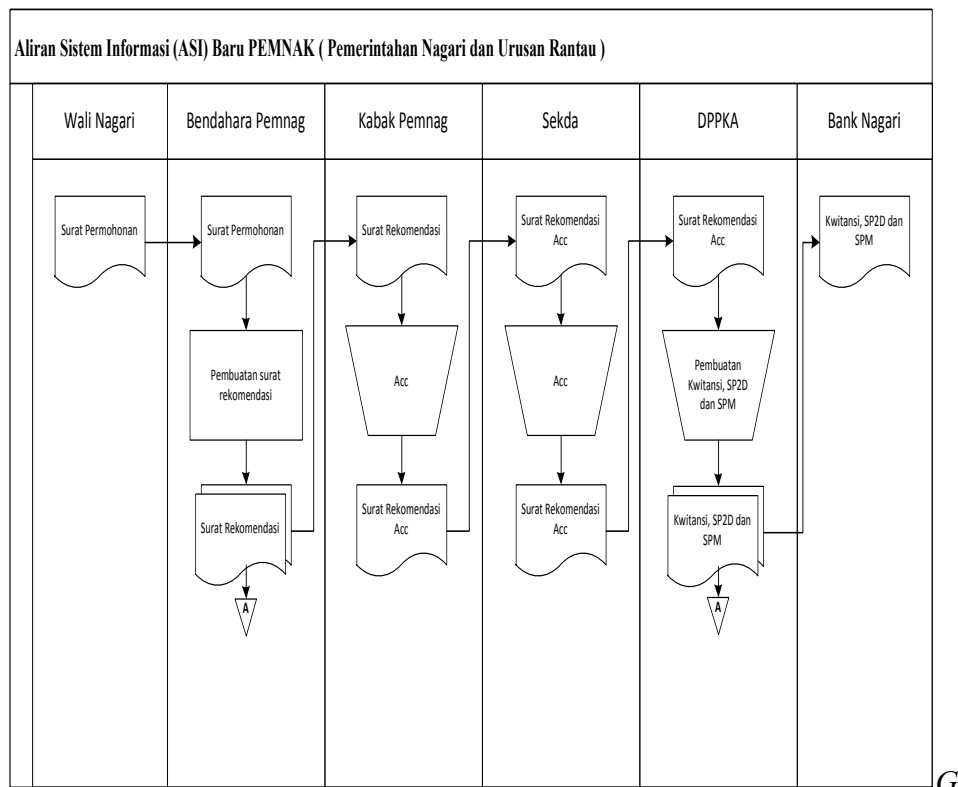 Aliran Sistem Informasi (ASI) Baru PEMNAK ( Pemerintahan Nagari dan Urusan Rantau )
Wali Nagari
Bendahara Pemnag
Kabak Pemnag
Sekda
DPPKA
Bank Nagari
Surat Permohonan
Surat Permohonan
Surat Rekomendasi
Surat Rekomendasi
Acc
Surat Rekomendasi
Acc
Kwitansi, SP2D dan
SPM
Pembuatan surat
rekomendasi
Acc
Acc
Pembuatan
Kwitansi, SP2D
dan SPM
Surat Rekomendasi
Surat Rekomendasi
Acc
Surat Rekomendasi
Acc
Kwitansi, SP2D dan
SPM
A
A
G